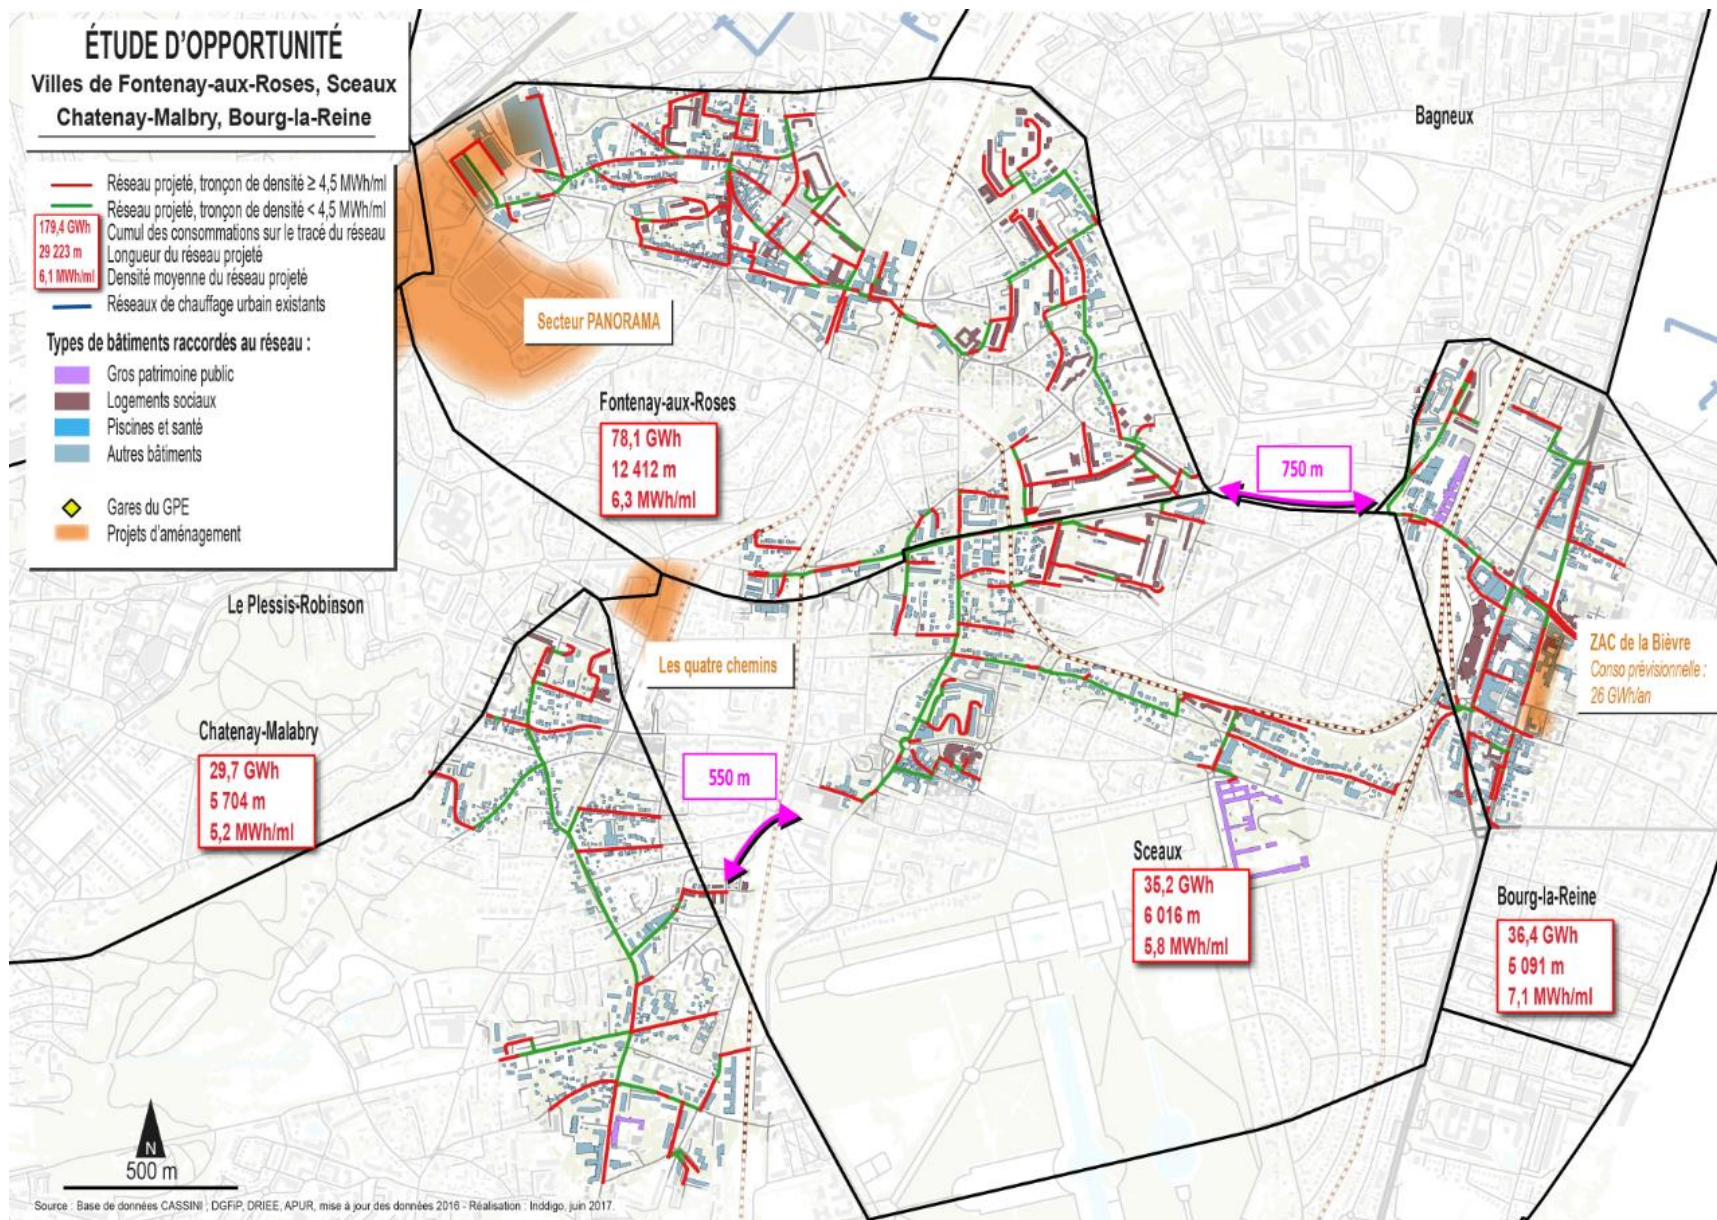 ÉTUDE D'OPPORTUNITÉ
Villes de Fontenay-aux-Roses, Sceaux
Chatenay-Malbry, Bourg-la-Reine
Réseau projeté, tronçon de densité ≥ 4,5 MWh/ml
Réseau projeté, tronçon de densité < 4,5 MWh/ml
179,4 GWh
Cumul des consommations sur le tracé du réseau
29 223 m
Longueur du réseau projeté
6,1 MWh/ml
Densité moyenne du réseau projeté
Réseaux de chauffage urbain existants
Types de bâtiments raccordés au réseau :
Gros patrimoine public
Logements sociaux
Piscines et santé
Autres bâtiments
Gares du GPE
Projets d'aménagement
Bagneux
Secteur PANORAMA
Fontenay-aux-Roses
78,1 GWh
12 412 m
6,3 MWh/ml
750 m
Le Plessis-Robinson
Les quatre chemins
ZAC de la Bièvre
Conso prévisionnelle :
26 GWh/an
Chatenay-Malabry
29,7 GWh
5 704 m
5,2 MWh/ml
550 m
Sceaux
35,2 GWh
6 016 m
5,8 MWh/ml
Bourg-la-Reine
36,4 GWh
5 091 m
7,1 MWh/ml
N
500 m
Source : Base de données CASSINI ; DGFiP, DRIEE, APUR, mise à jour des données 2016 - Réalisation : Inddigo, juin 2017.